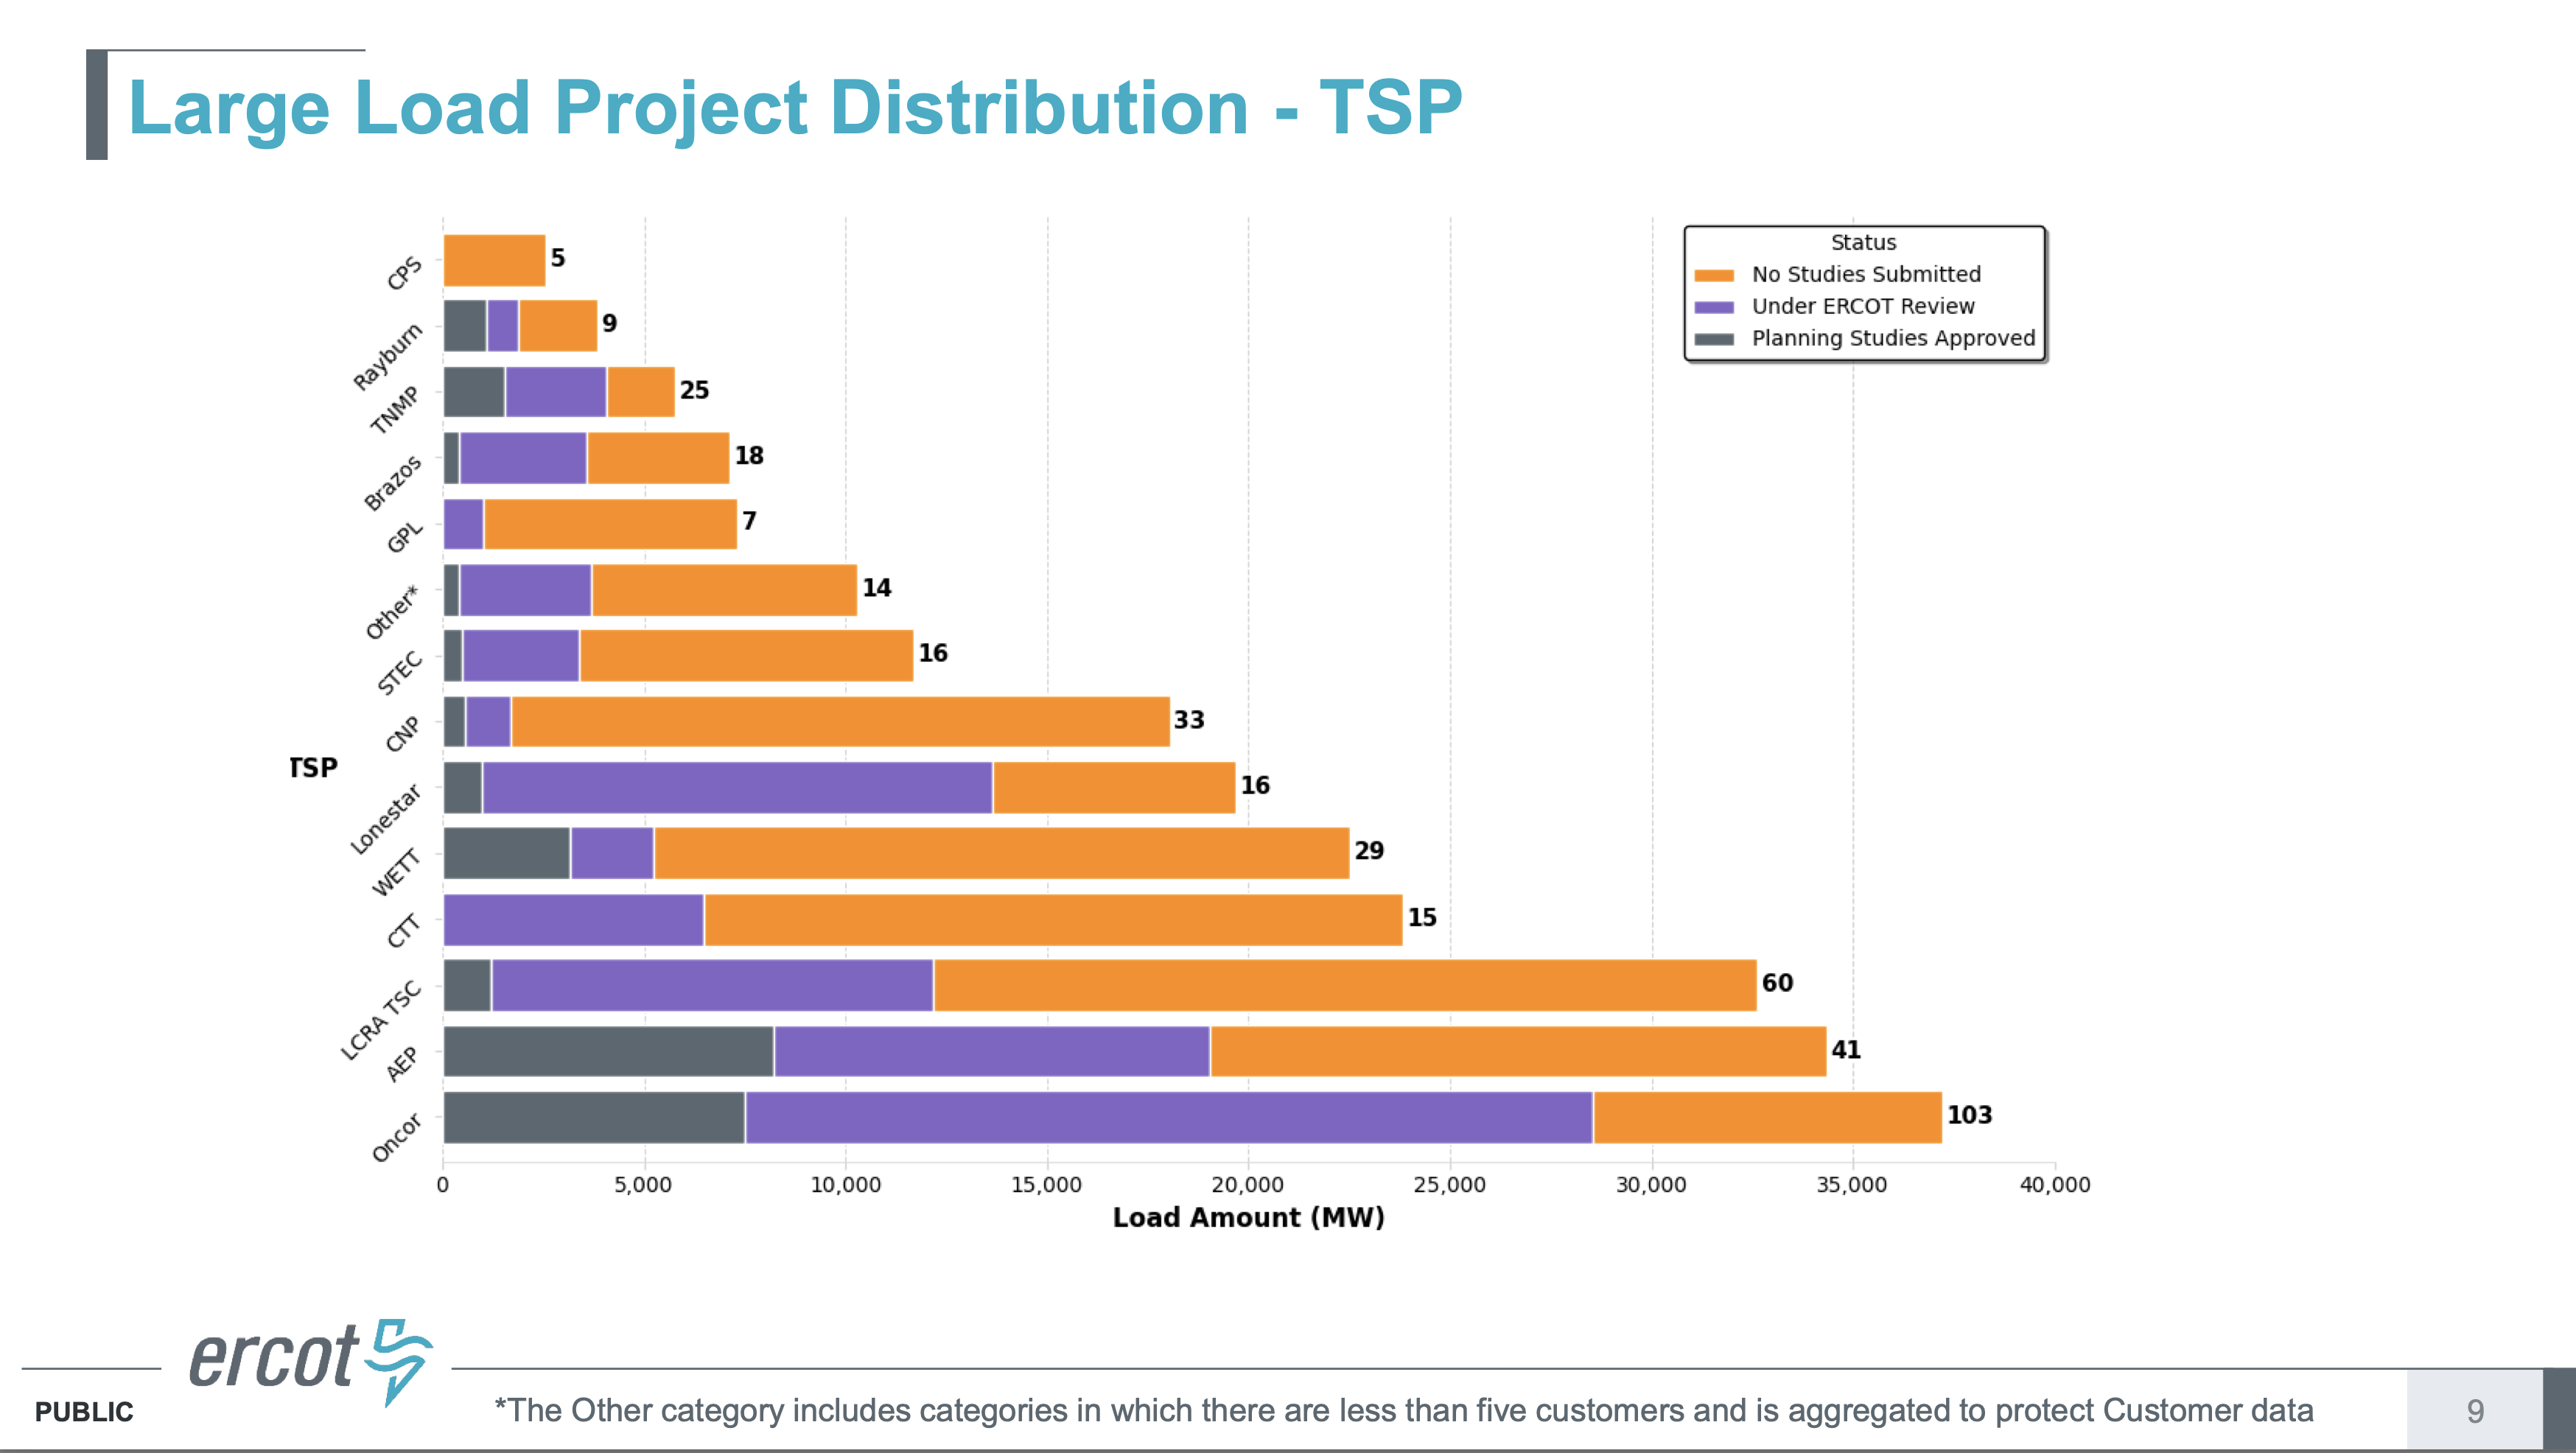 Large Load Project Distribution - TSP
Status
No Studies Submitted
Under ERCOT Review
Planning Studies Approved
CPS 5
Rayburn 9
TNMP 25
Brazos 18
GPL 7
Other* 14
STEC 16
CNP 33
TSP
Lonestar 16
WETT 29
CTT 15
LCRA TSC 60
AEP 41
Oncor 103
0 5,000 10,000 15,000 20,000 25,000 30,000 35,000 40,000
Load Amount (MW)
ercot
PUBLIC
*The Other category includes categories in which there are less than five customers and is aggregated to protect Customer data
9